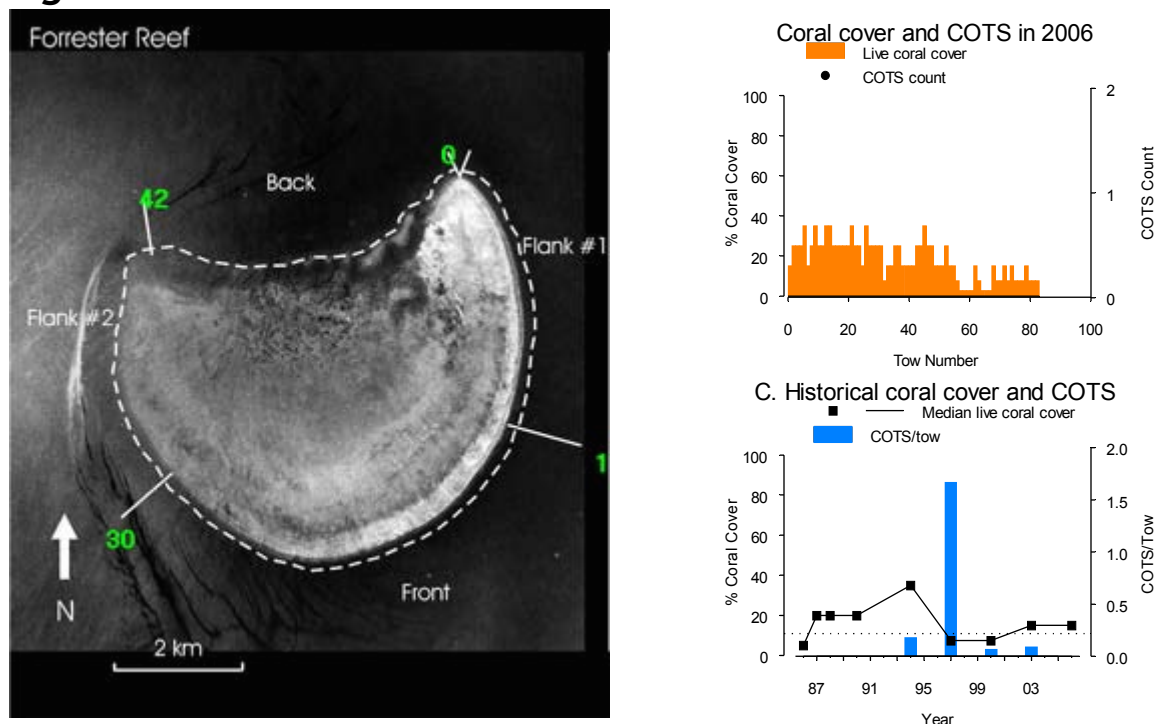 Forrester Reef
0
42
Back
Flank #1
Flank #2
1
30
Front
N
2 km
Coral cover and COTS in 2006
Live coral cover
COTS count
100
80
60
40
20
0
% Coral Cover
2
1
0
COTS Count
0 20 40 60 80 100
Tow Number
C. Historical coral cover and COTS
Median live coral cover
COTS/tow
100
80
60
40
20
0
% Coral Cover
2.0
1.5
1.0
0.5
0.0
COTS/Tow
87 91 95 99 03
Year